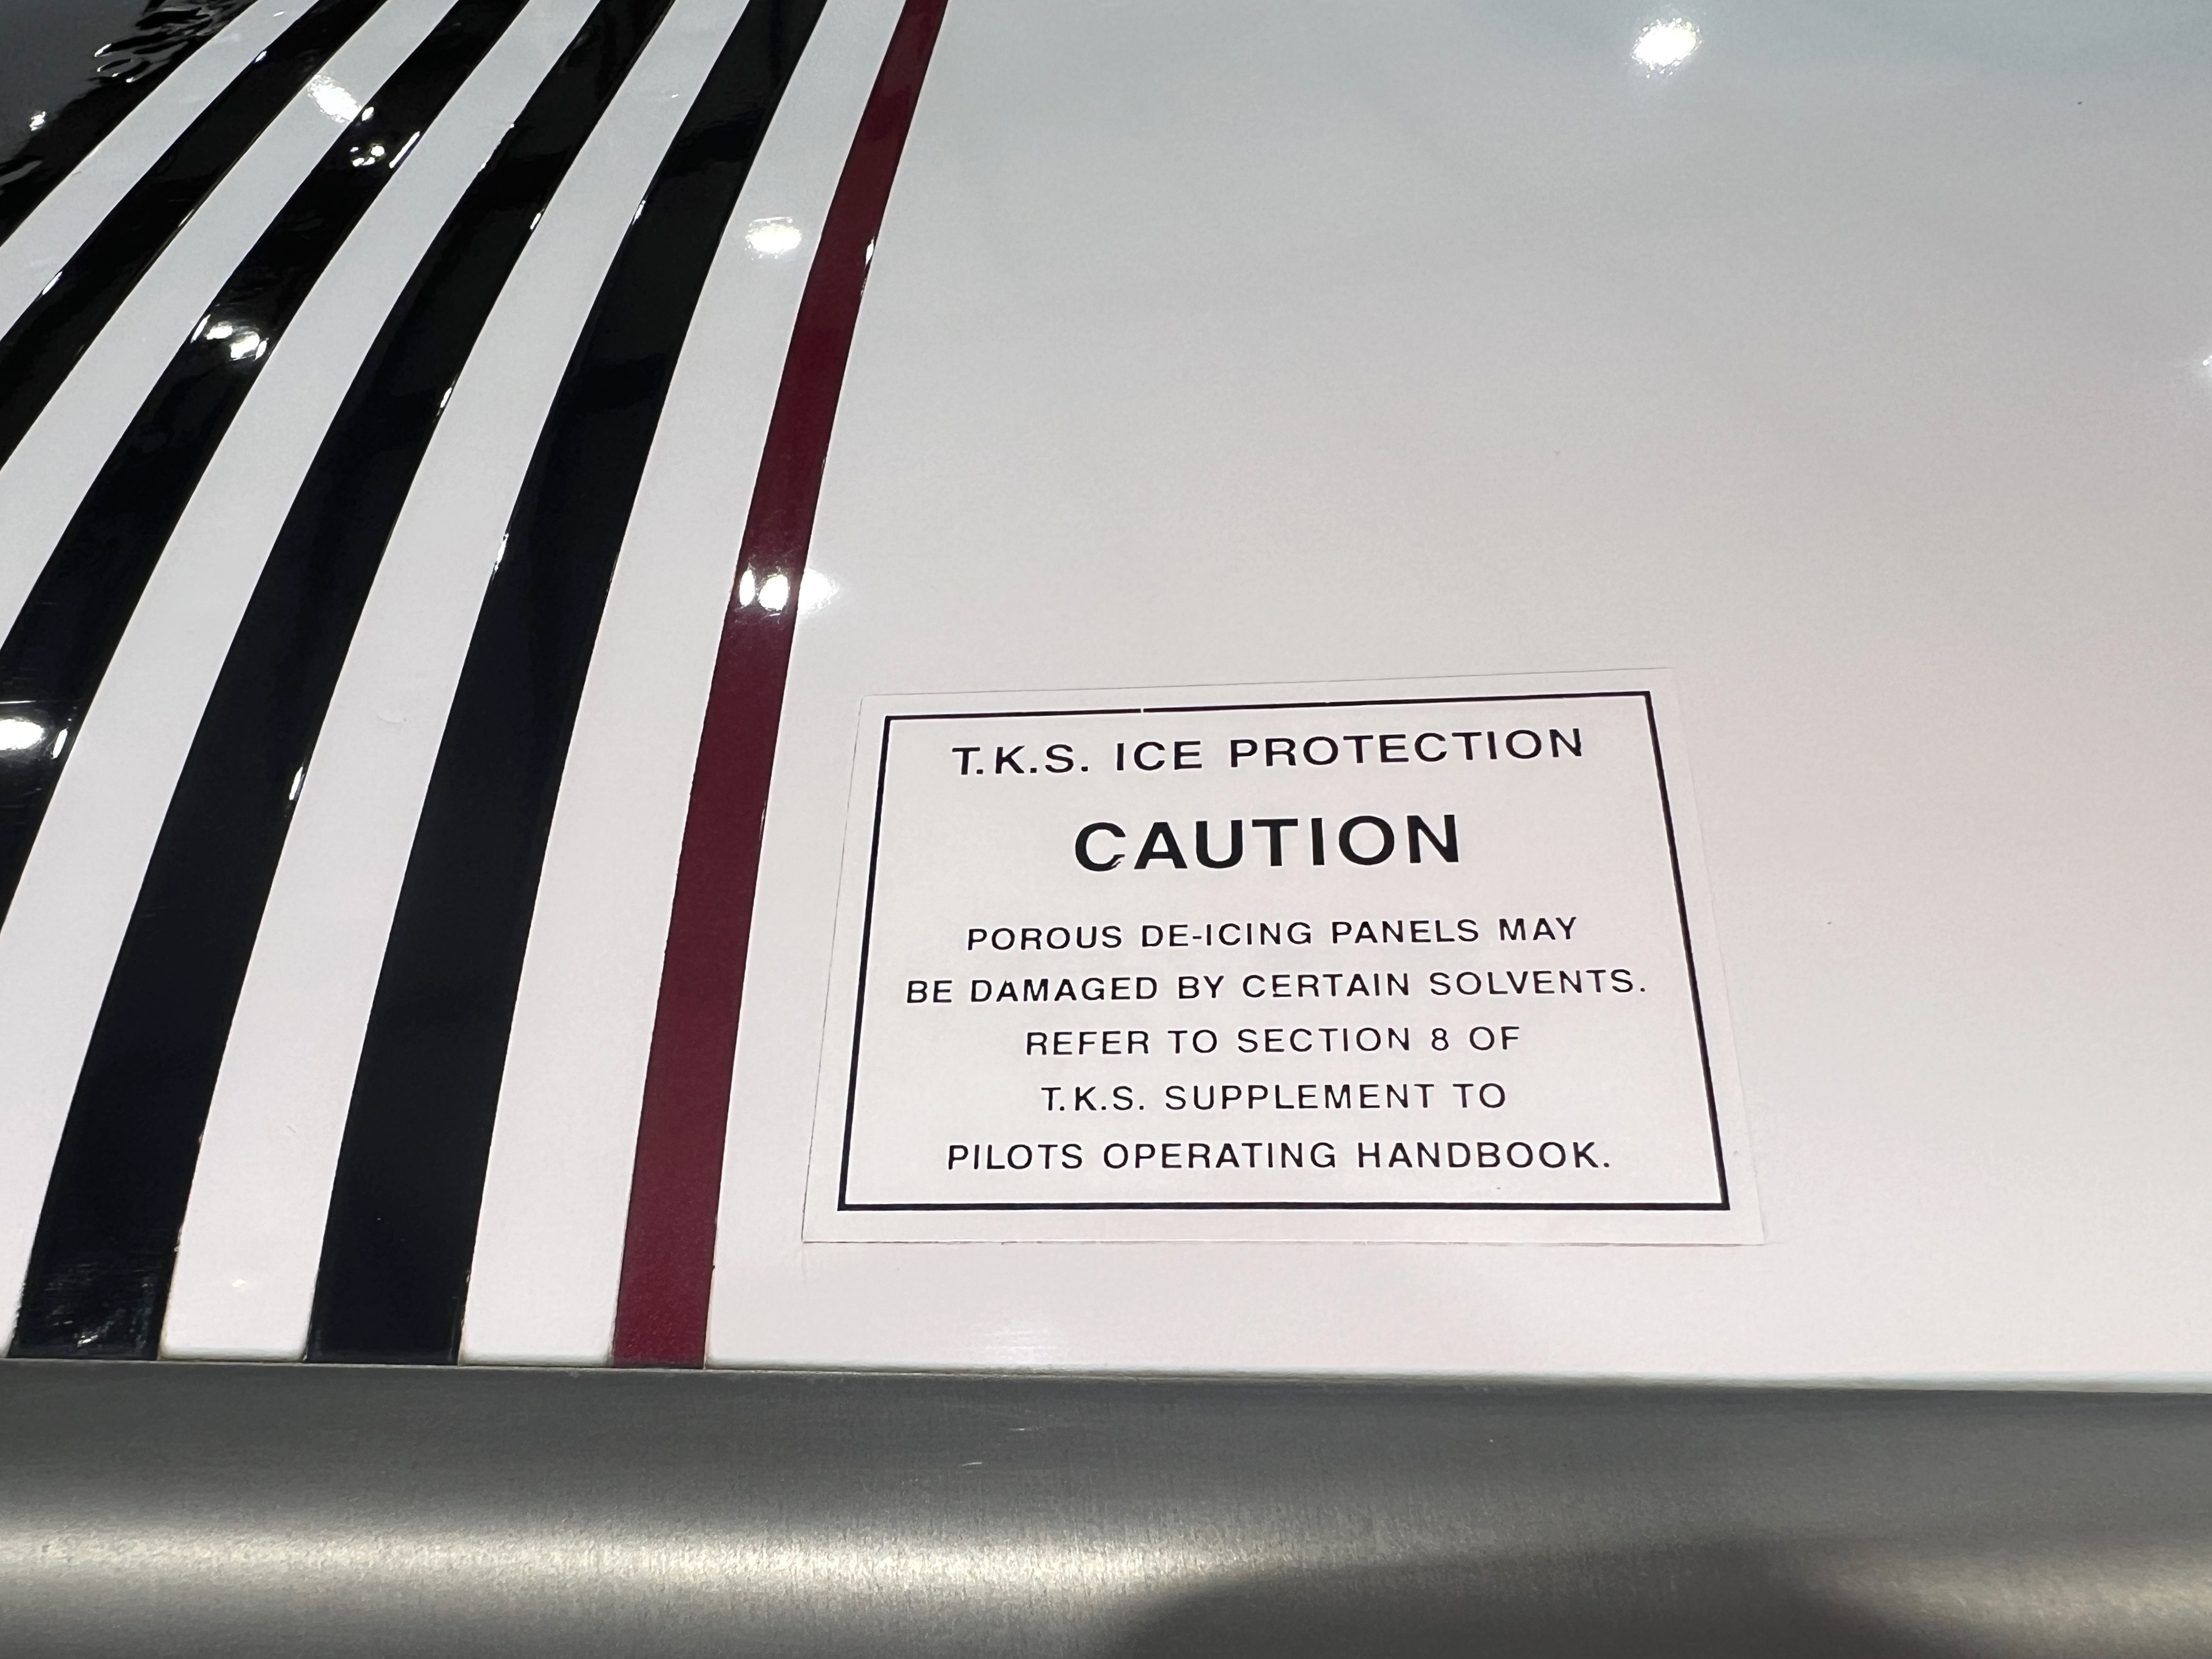 T.K.S. ICE PROTECTION
CAUTION
POROUS DE-ICING PANELS MAY
BE DAMAGED BY CERTAIN SOLVENTS.
REFER TO SECTION 8 OF
T.K.S. SUPPLEMENT TO
PILOTS OPERATING HANDBOOK.